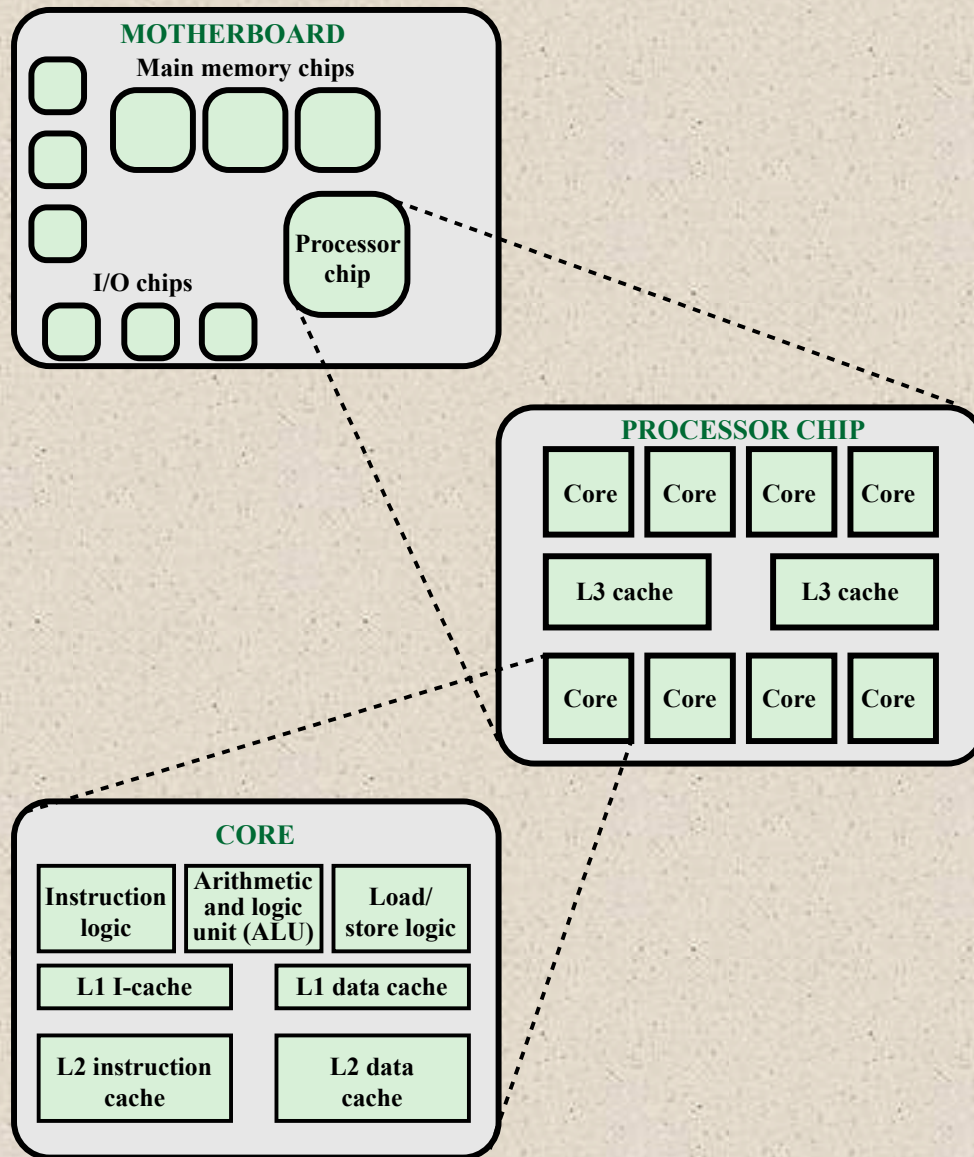 MOTHERBOARD
Main memory chips
Processor
chip
I/O chips
PROCESSOR CHIP
Core
Core
Core
Core
L3 cache
L3 cache
Core
Core
Core
Core
CORE
Instruction
logic
Arithmetic
and logic
unit (ALU)
Load/
store logic
L1 I-cache
L1 data cache
L2 instruction
cache
L2 data
cache